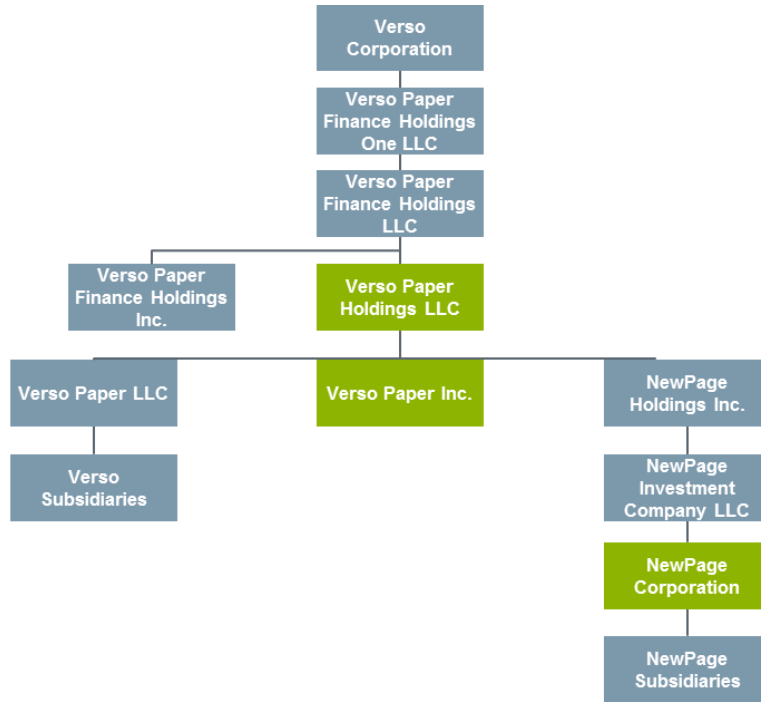 Verso
Corporation
Verso Paper
Finance Holdings
One LLC
Verso Paper
Finance Holdings
LLC
Verso Paper
Finance Holdings
Inc.
Verso Paper
Holdings LLC
Verso Paper LLC
Verso Paper Inc.
NewPage
Holdings Inc.
Verso
Subsidiaries
NewPage
Investment
Company LLC
NewPage
Corporation
NewPage
Subsidiaries